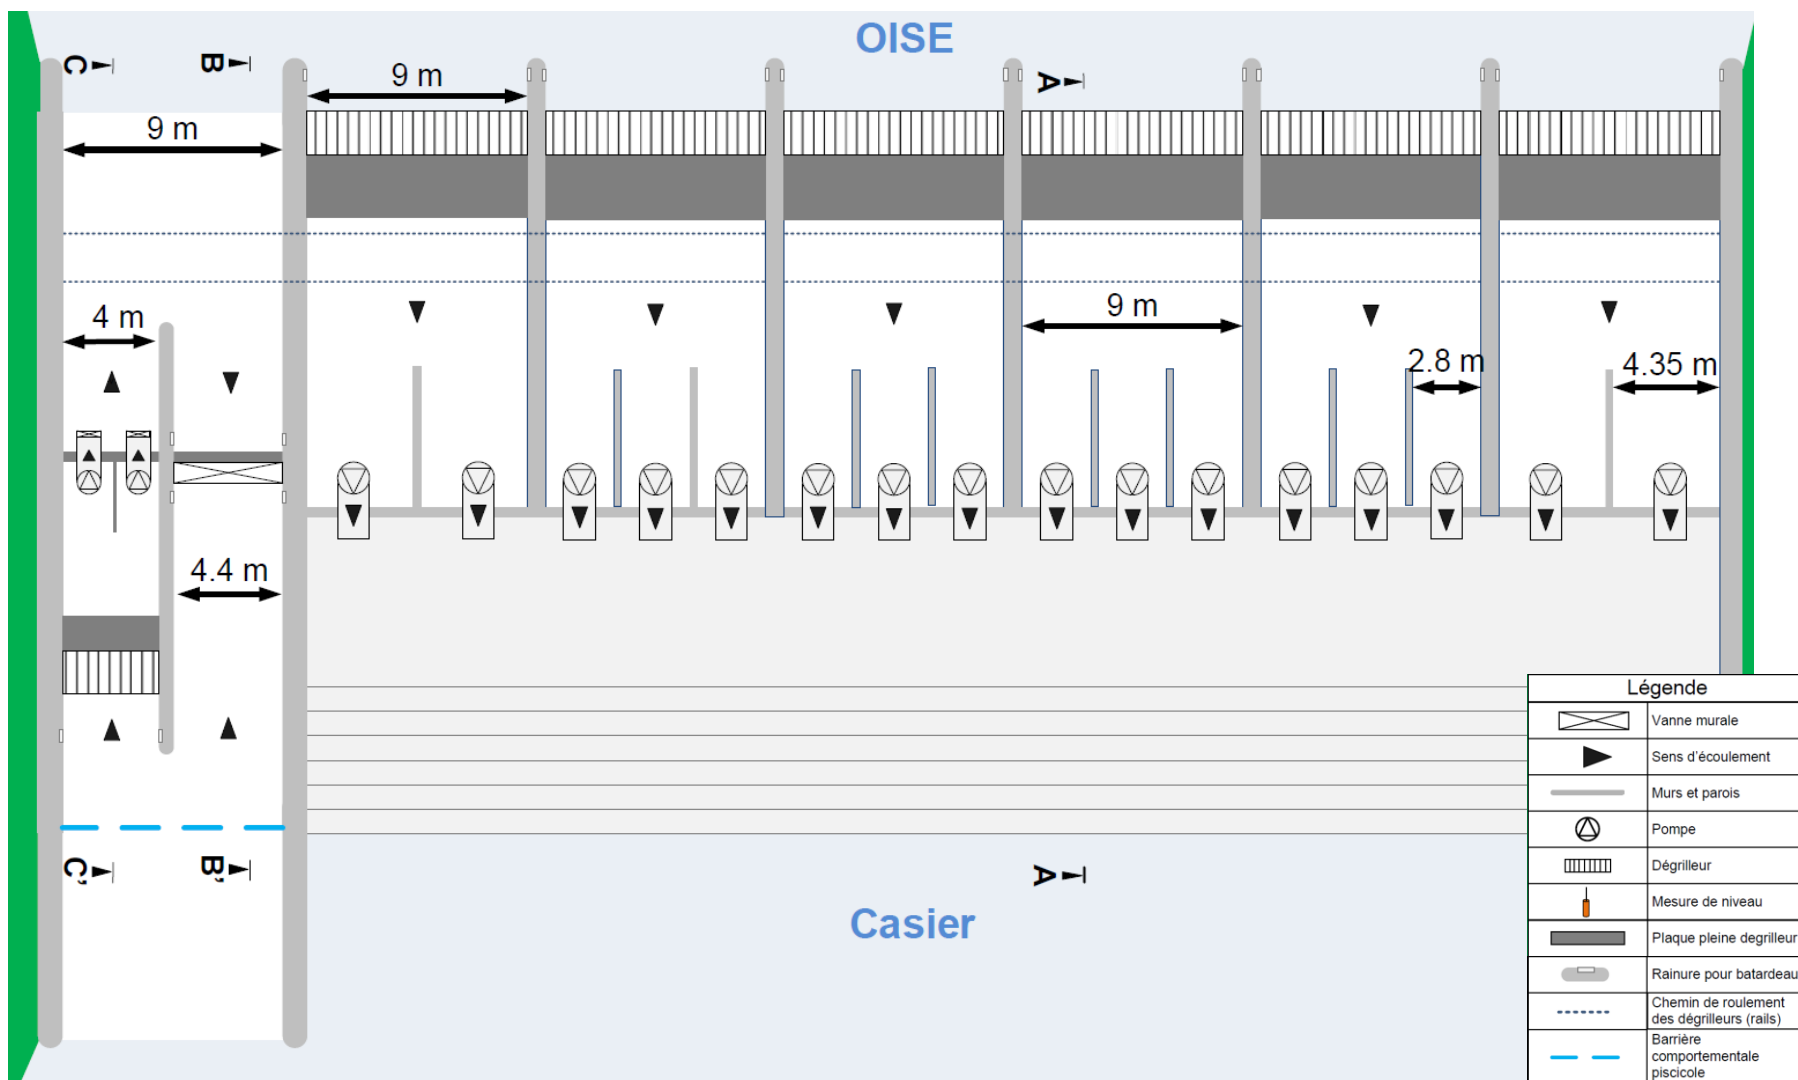 OISE
C
B
A
9 m
9 m
4 m
9 m
2.8 m
4.35 m
4.4 m
C'
B'
A
Casier
Légende
Vanne murale
Sens d'écoulement
Murs et parois
Pompe
Dégrilleur
Mesure de niveau
Plaque pleine degrilleur
Rainure pour batardeau
Chemin de roulement
des dégrilleurs (rails)
Barrière
comportementale
piscicole